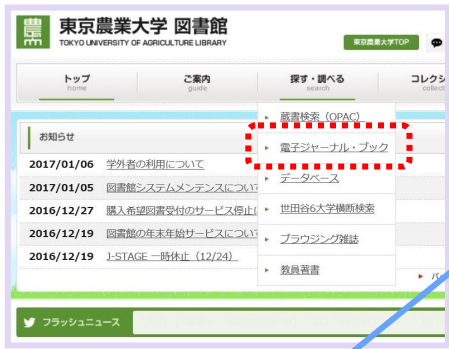 農
東京農業大学 図書館
TOKYO UNIVERSITY OF AGRICULTURE LIBRARY
東京農業大学TOP
トップ
home
ご案内
guide
探す・調べる
search
コレクシ
collect
蔵書検索（OPAC）
電子ジャーナル・ブック
データベース
世田谷6大学横断検索
ブラウジング雑誌
教員著書
お知らせ
2017/01/06 学外者の利用について
2017/01/05 図書館システムメンテンスについ
2016/12/27 購入希望図書受付のサービス停止
2016/12/19 図書館の年末年始サービスについ
2016/12/19 J-STAGE 一時休止（12/24）
フラッシュニュース